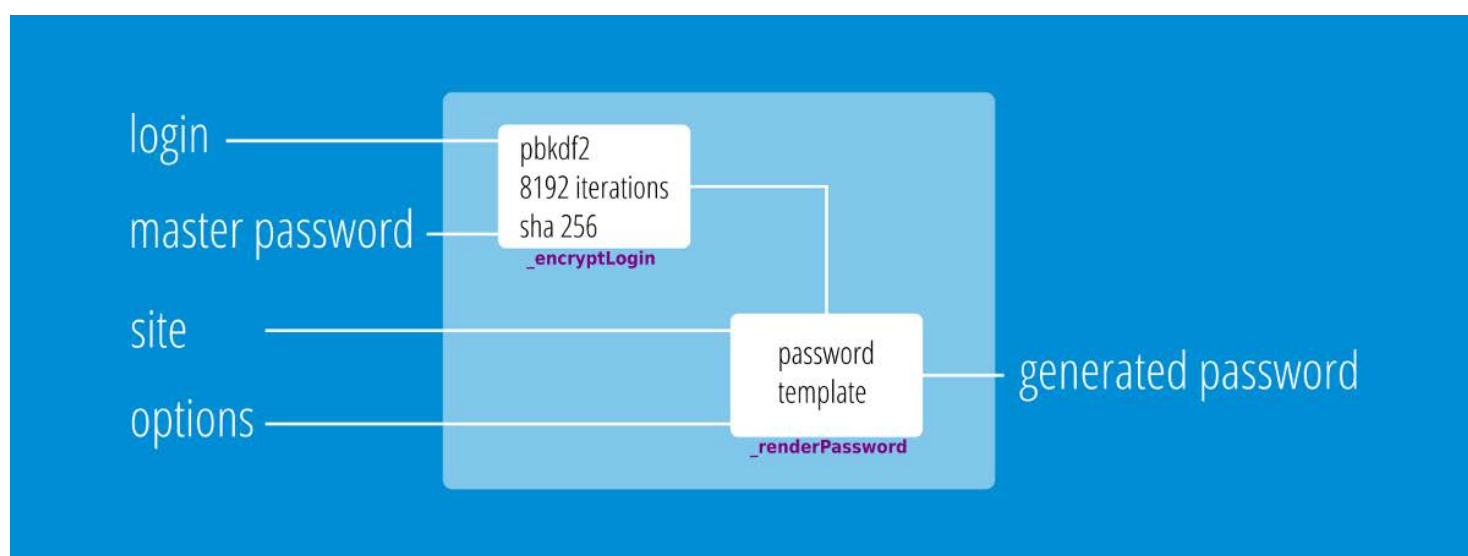 login
master password
site
options
pbkdf2
8192 iterations
sha 256
_encryptLogin
password
template
_renderPassword
generated password